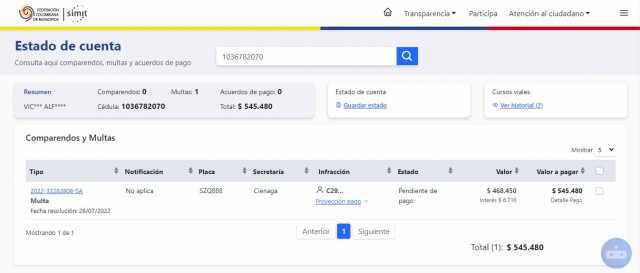 FEDERACIÓN
COLOMBIANA
DE MUNICIPIOS
simit
Transparencia
Participa
Atención al ciudadano
Estado de cuenta
Consulta aquí comparendos, multas y acuerdos de pago
1036782070
Resumen
Comparendos: 0
Multas: 1
Acuerdos de pago: 0
VIC*** ALF****
Cédula: 1036782070
Total: $ 545.480
Estado de cuenta
Guardar estado
Cursos viales
Ver historial (2)
Comparendos y Multas
Mostrar 5
Tipo Notificación Placa Secretaría Infracción Estado Valor Valor a pagar
2022-33282808-SA No aplica SZQ888 Cienaga C29... Pendiente de $ 468.450 $ 545.480
Multa Proyección pago pago Interés $ 6.716 Detalle Pago
Fecha resolución: 28/07/2022
Mostrando 1 de 1
Anterior 1 Siguiente
Total (1): $ 545.480